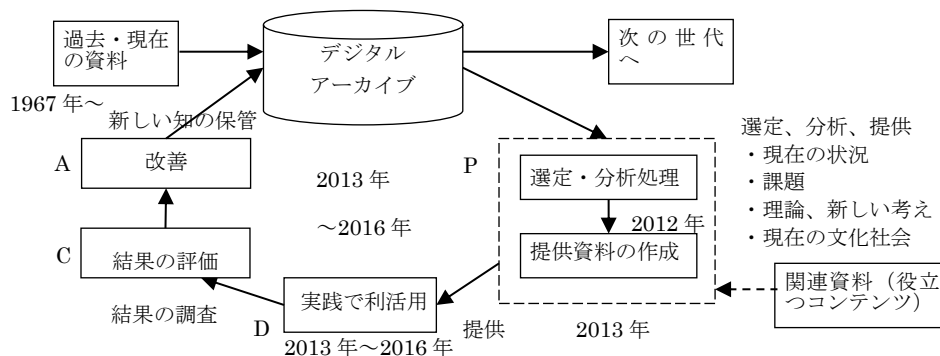 過去・現在
の資料
デジタル
アーカイブ
次の世代
へ
1967 年～
新しい知の保管
A
改善
P
選定・分析処理
2012 年
提供資料の作成
選定、分析、提供
・現在の状況
・課題
・理論、新しい考え
・現在の文化社会
2013 年
～2016 年
C
結果の評価
関連資料（役立
つコンテンツ）
結果の調査
D
実践で利活用
提供
2013 年
2013 年～2016 年